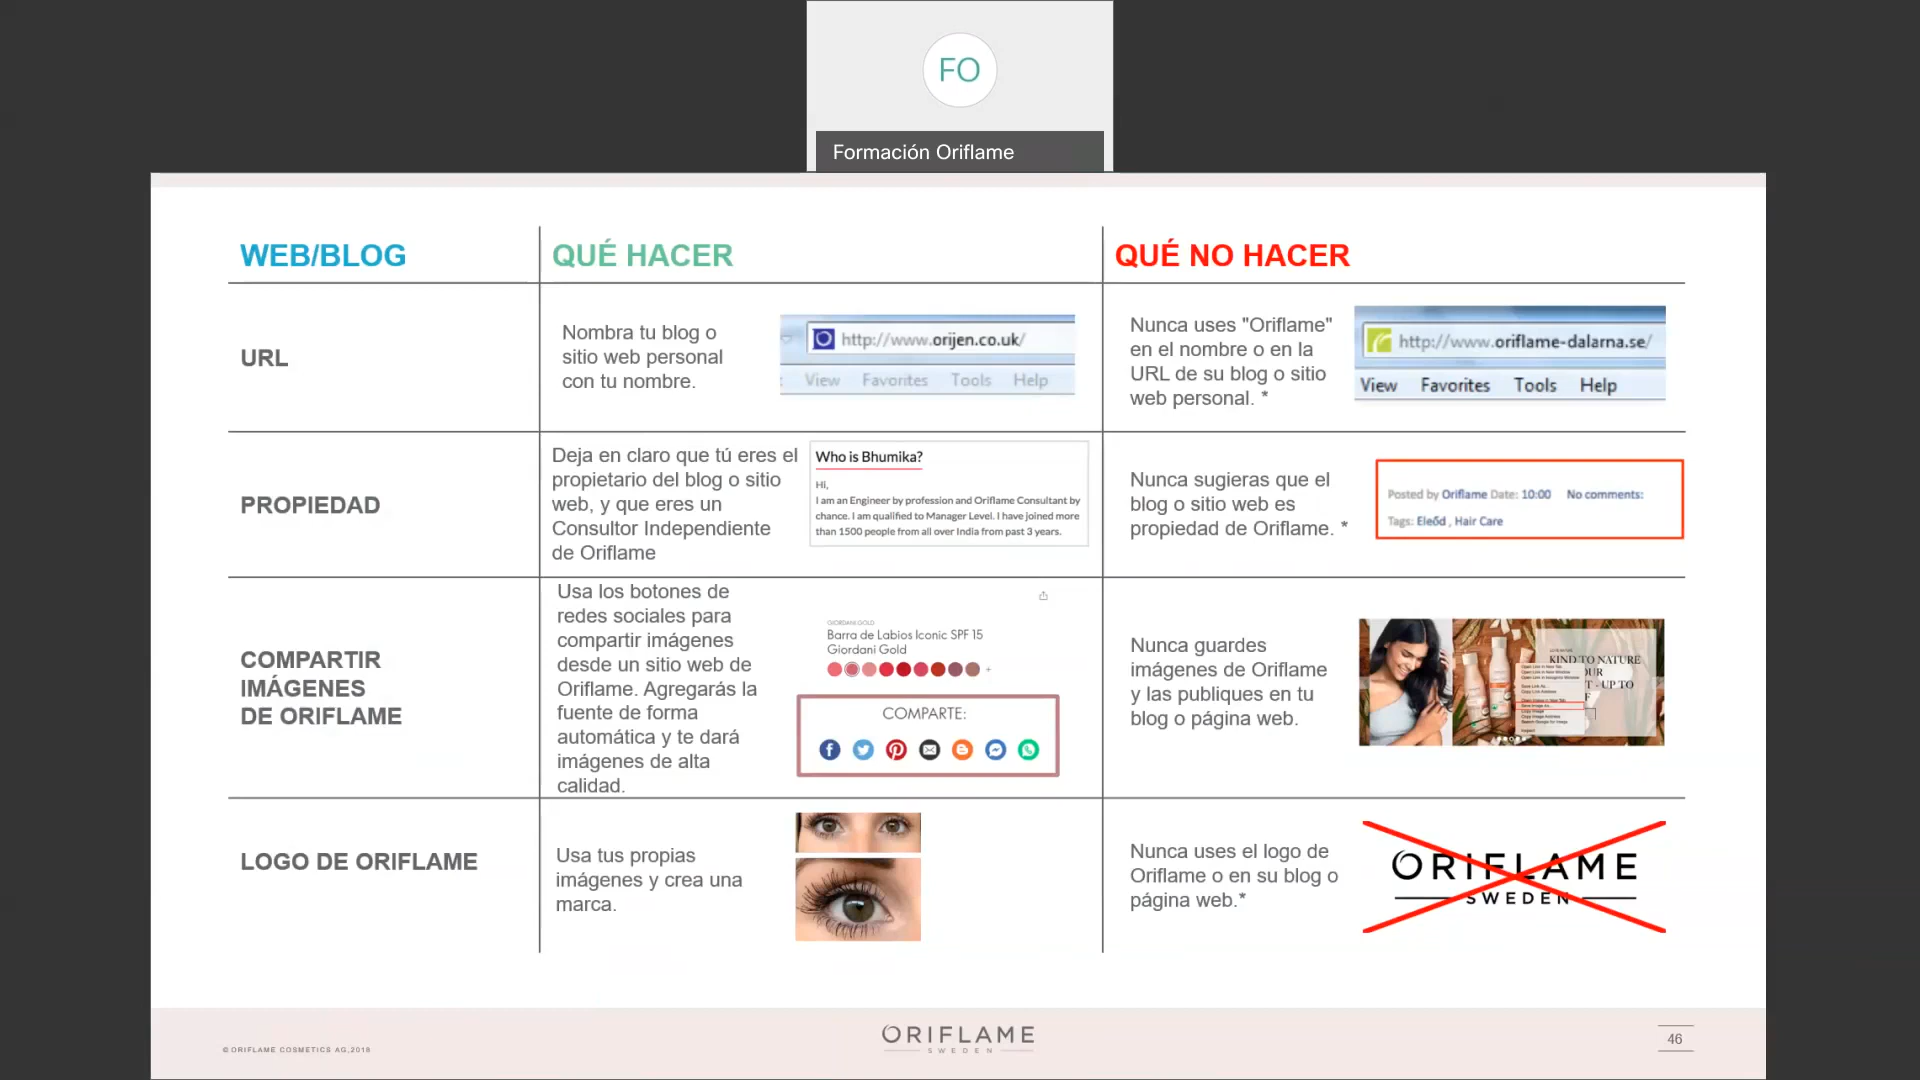 FO
Formación Oriflame
WEB/BLOG
QUÉ HACER
QUÉ NO HACER
URL
Nombra tu blog o
sitio web personal
con tu nombre.
http://www.orijen.co.uk/
View Favorites Tools Help
Nunca uses "Oriflame"
en el nombre o en la
URL de su blog o sitio
web personal. *
http://www.oriflame-dalarna.se/
View Favorites Tools Help
PROPIEDAD
Deja en claro que tú eres el
propietario del blog o sitio
web, y que eres un
Consultor Independiente
de Oriflame
Who is Bhumika?
Hi,
I am an Engineer by profession and Oriflame Consultant by
chance. I am qualified to Manager Level. I have joined more
than 1500 people from all over India from past 3 years.
Nunca sugieras que el
blog o sitio web es
propiedad de Oriflame. *
Posted by Oriflame Date: 10:00 No comments:
Tags: Eleőd , Hair Care
COMPARTIR
IMÁGENES
DE ORIFLAME
Usa los botones de
redes sociales para
compartir imágenes
desde un sitio web de
Oriflame. Agregarás la
fuente de forma
automática y te dará
imágenes de alta
calidad.
GIORDANI GOLD
Barra de Labios Iconic SPF 15
Giordani Gold
COMPARTE:
Nunca guardes
imágenes de Oriflame
y las publiques en tu
blog o página web.
KIND TO NATURE
OUR
T - UP TO
LOGO DE ORIFLAME
Usa tus propias
imágenes y crea una
marca.
Nunca uses el logo de
Oriflame o en su blog o
página web.*
ORIFLAME
SWEDEN
© ORIFLAME COSMETICS AG,2019
ORIFLAME
SWEDEN
46